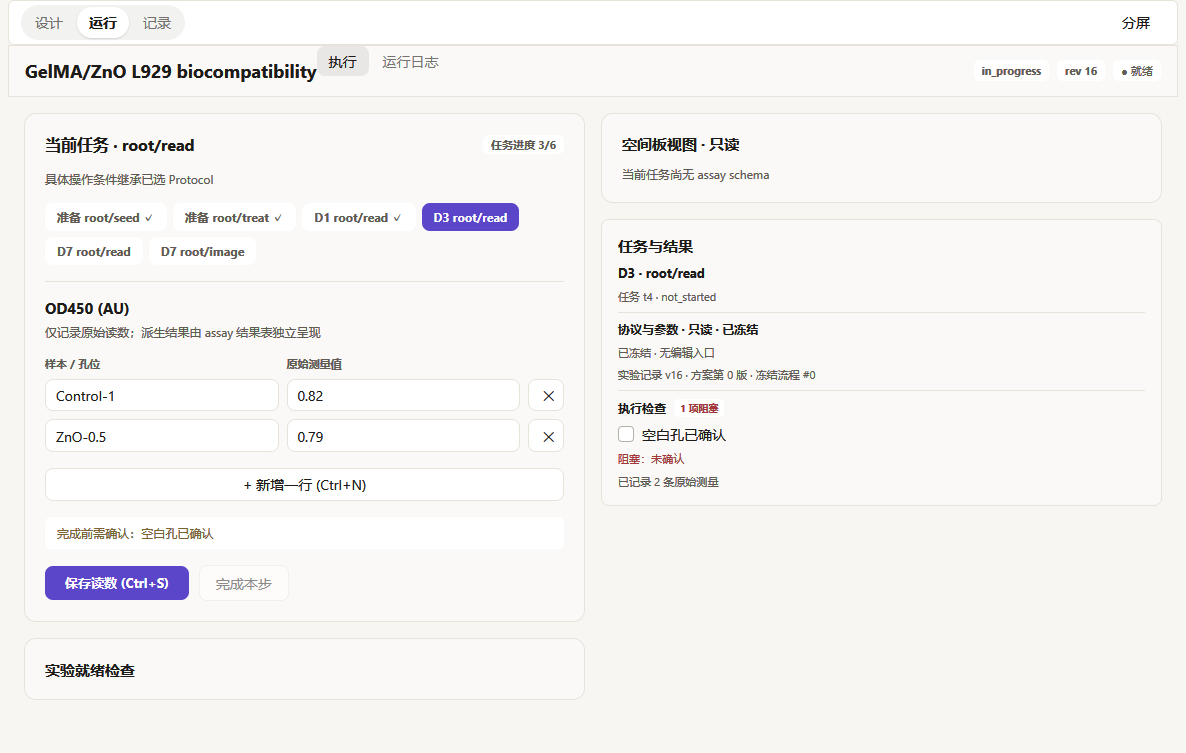 设计 运行 记录 分屏
GelMA/ZnO L929 biocompatibility 执行 运行日志 in_progress rev 16 ● 就绪
当前任务 · root/read 任务进度 3/6
具体操作条件继承已选 Protocol
准备 root/seed ✓ 准备 root/treat ✓ D1 root/read ✓ D3 root/read
D7 root/read D7 root/image
OD450 (AU)
仅记录原始读数；派生结果由 assay 结果表独立呈现
样本 / 孔位 原始测量值
Control-1 0.82 ×
ZnO-0.5 0.79 ×
+ 新增一行 (Ctrl+N)
完成前需确认：空白孔已确认
保存读数 (Ctrl+S) 完成本步
实验就绪检查
空间板视图 · 只读
当前任务尚无 assay schema
任务与结果
D3 · root/read
任务 t4 · not_started
协议与参数 · 只读 · 已冻结
已冻结 · 无编辑入口
实验记录 v16 · 方案第 0 版 · 冻结流程 #0
执行检查 1 项阻塞
空白孔已确认
阻塞：未确认
已记录 2 条原始测量